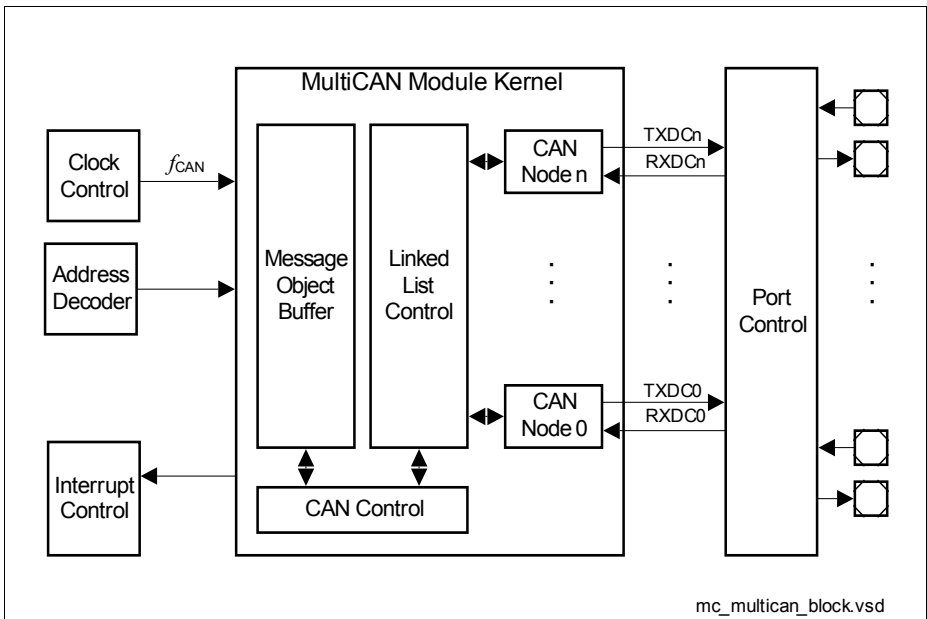 MultiCAN Module Kernel
Clock
Control
fCAN
Address
Decoder
Interrupt
Control
Message
Object
Buffer
Linked
List
Control
CAN
Node n
TXDCn
RXDCn
CAN
Node 0
TXDC0
RXDC0
CAN Control
Port
Control
mc_multican_block.vsd